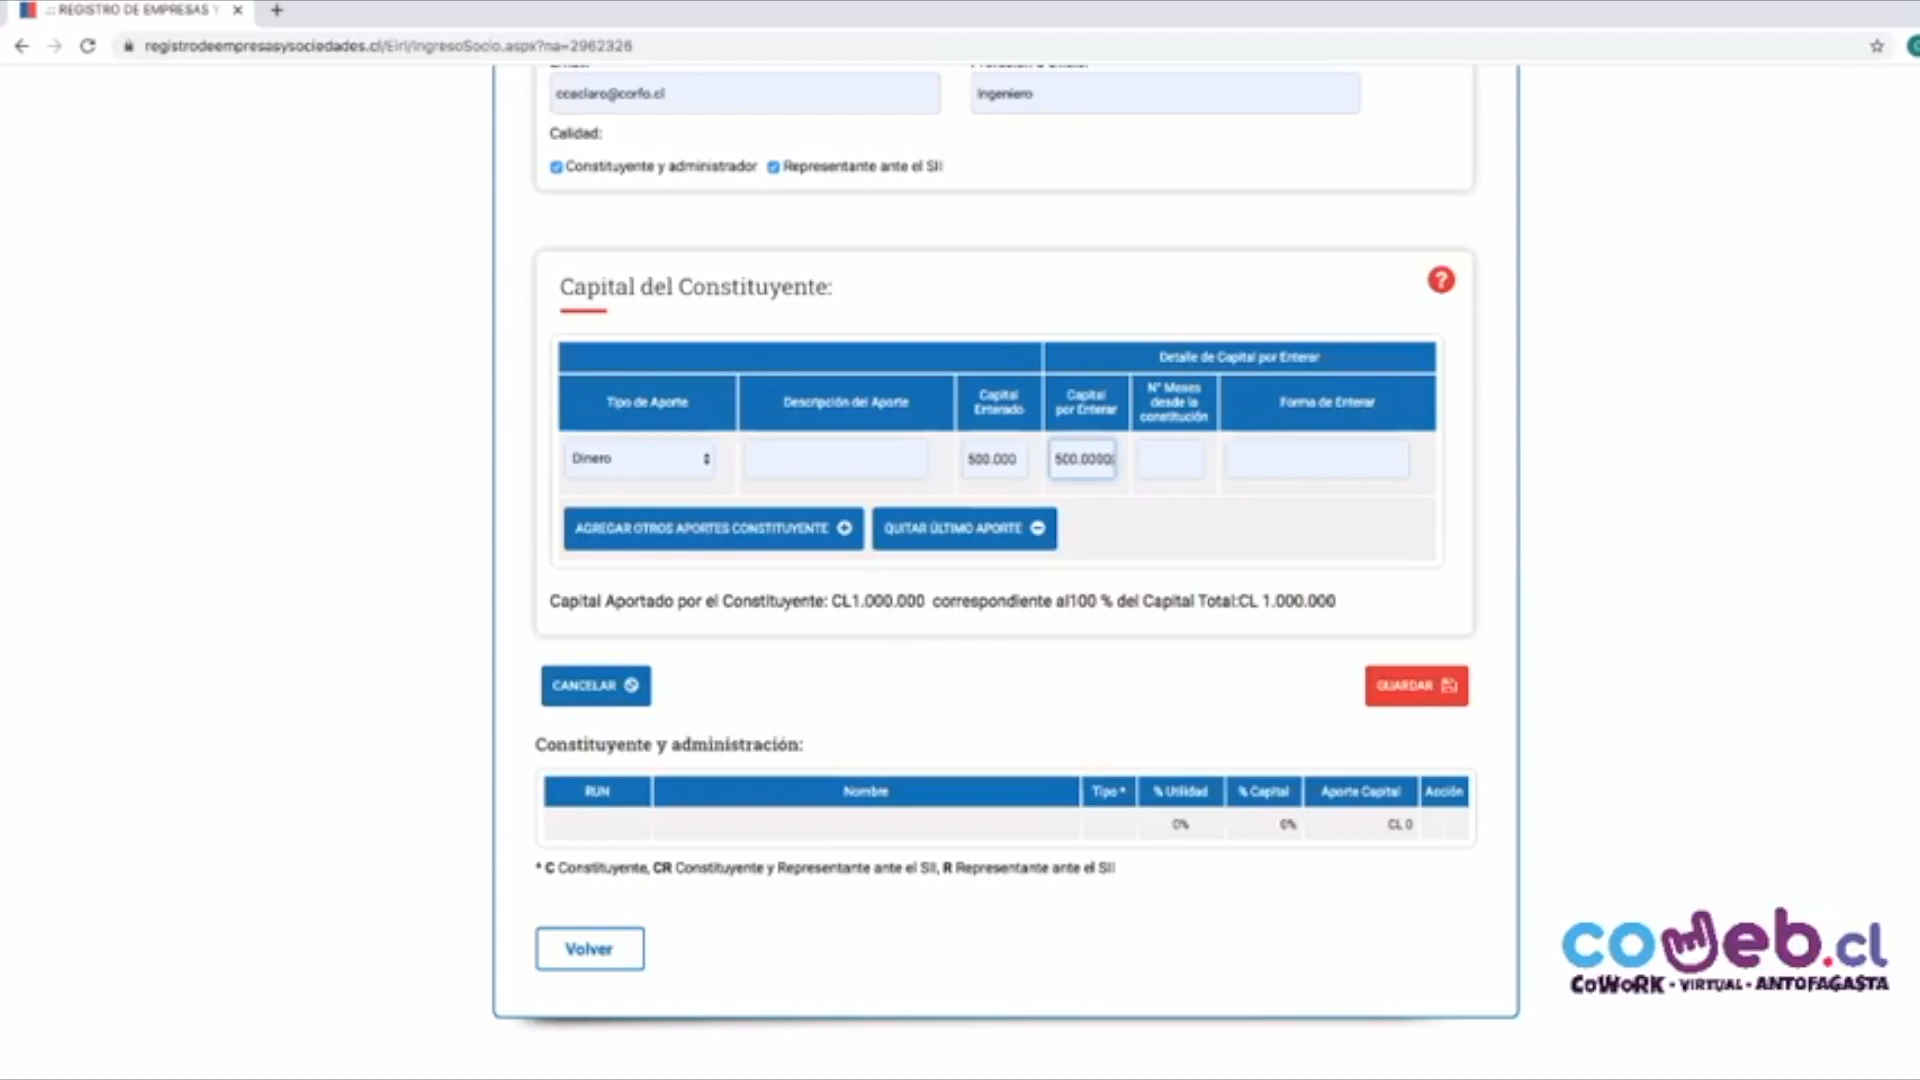 .:: REGISTRO DE EMPRESAS Y
registrodeempresasysociedades.cl/Eirl/IngresoSocio.aspx?na=2962326
ccaclaro@corfo.cl
Ingeniero
Calidad:
Constituyente y administrador
Representante ante el SII
Capital del Constituyente:
?
Detalle de Capital por Enterar
Tipo de Aporte
Descripción del Aporte
Capital
Enterado
Capital
por Enterar
N° Meses
desde la
constitución
Forma de Enterar
Dinero
500.000
500.0000
AGREGAR OTROS APORTES CONSTITUYENTE
QUITAR ÚLTIMO APORTE
Capital Aportado por el Constituyente: CL1.000.000 correspondiente al100 % del Capital Total:CL 1.000.000
CANCELAR
GUARDAR
Constituyente y administración:
RUN
Nombre
Tipo *
% Utilidad
% Capital
Aporte Capital
Acción
0%
0%
CL 0
* C Constituyente, CR Constituyente y Representante ante el SII, R Representante ante el SII
Volver
coweb.cl
CoWoRK - VIRTUAL - ANTOFAGASTA